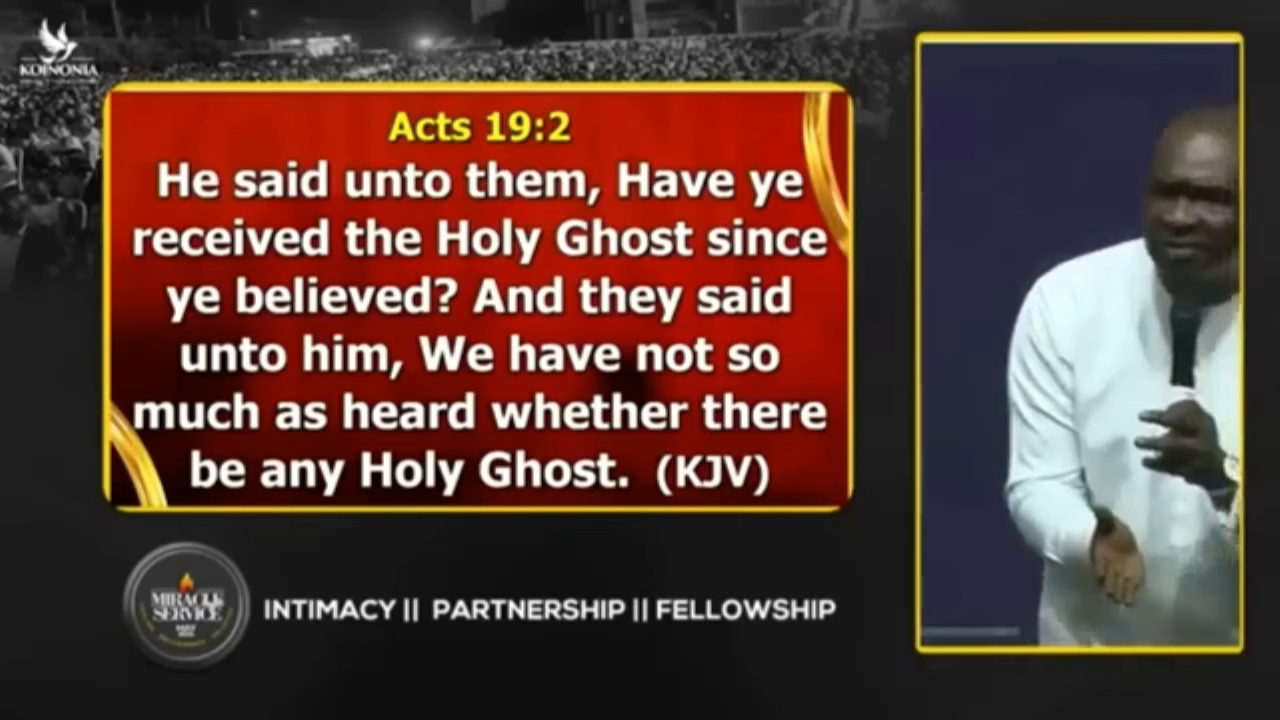 KOINONIA
Acts 19:2
He said unto them, Have ye
received the Holy Ghost since
ye believed? And they said
unto him, We have not so
much as heard whether there
be any Holy Ghost. (KJV)
MIRACLE
SERVICE
INTIMACY || PARTNERSHIP || FELLOWSHIP